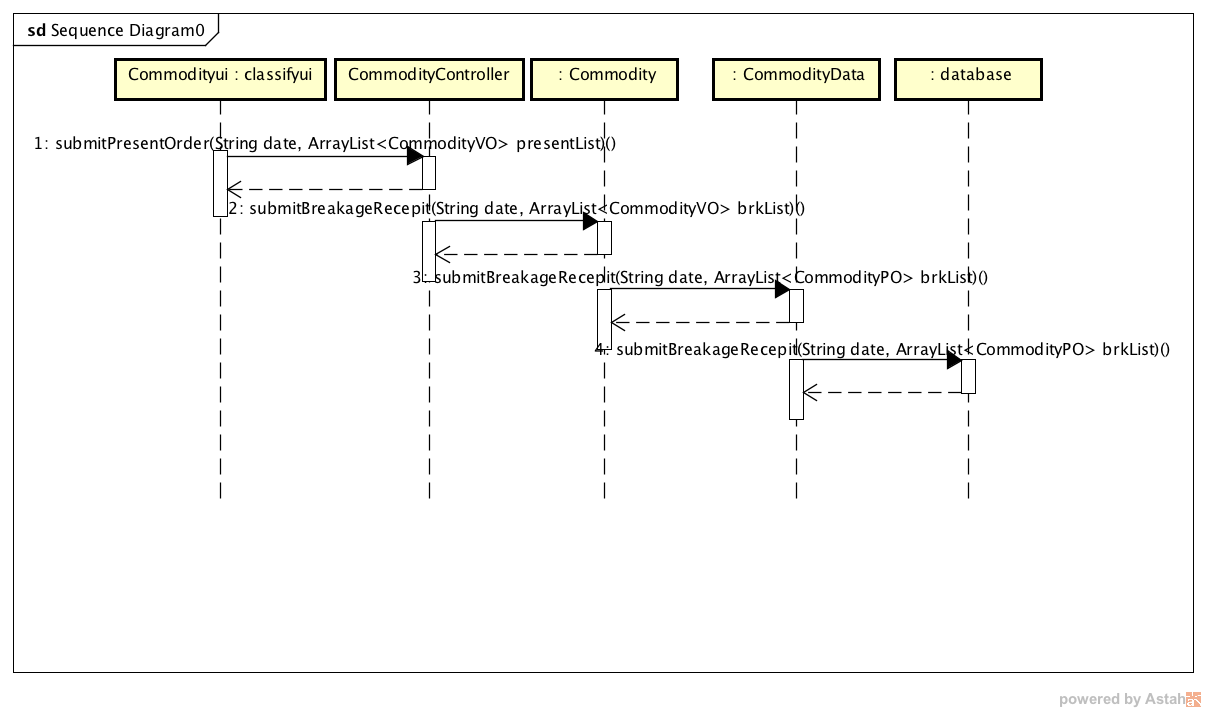 sd Sequence Diagram0
Commodityui : classifyui
CommodityController
: Commodity
: CommodityData
: database
1: submitPresentOrder(String date, ArrayList<CommodityVO> presentList)()
2: submitBreakageRecepit(String date, ArrayList<CommodityVO> brkList)()
3: submitBreakageRecepit(String date, ArrayList<CommodityPO> brkList)()
4: submitBreakageRecepit(String date, ArrayList<CommodityPO> brkList)()
powered by Astah